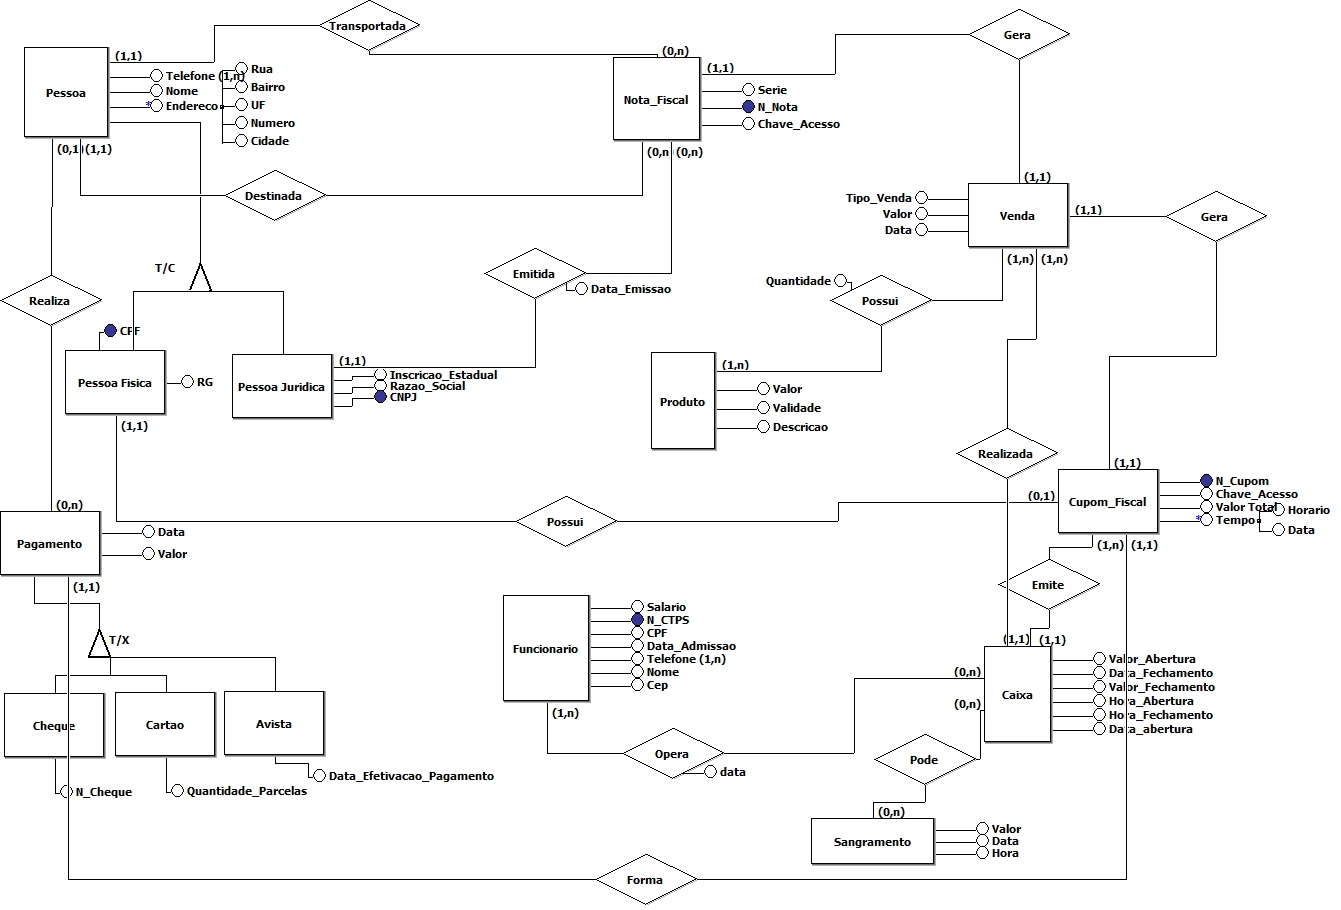 Transportada
Gera
(1,1)
(0,n)
(1,1)
Pessoa
Telefone (1,n)
Nome
Endereco
Rua
Bairro
UF
Numero
Cidade
Nota_Fiscal
Serie
N_Nota
Chave_Acesso
(0,1)
(1,1)
(0,n)
(0,n)
Destinada
(1,1)
Tipo_Venda
Valor
Data
Venda
(1,1)
Gera
T/C
Emitida
Data_Emissao
(1,n)
(1,n)
Quantidade
Possui
Realiza
CPF
Pessoa Fisica
RG
Pessoa Juridica
(1,1)
Inscricao_Estadual
Razao_Social
CNPJ
(1,n)
Produto
Valor
Validade
Descricao
(1,1)
Realizada
(1,1)
Cupom_Fiscal
N_Cupom
Chave_Acesso
Valor Total
Tempo
Horario
Data
(0,1)
(0,n)
Pagamento
Data
Valor
Possui
(1,n)
(1,1)
Emite
(1,1)
T/X
Funcionario
Salario
N_CTPS
CPF
Data_Admissao
Telefone (1,n)
Nome
Cep
(1,1)
(1,1)
(0,n)
(0,n)
Caixa
Valor_Abertura
Data_Fechamento
Valor_Fechamento
Hora_Abertura
Hora_Fechamento
Data_abertura
Cheque
Cartao
Avista
(1,n)
Opera
data
Pode
N_Cheque
Quantidade_Parcelas
Data_Efetivacao_Pagamento
(0,n)
Sangramento
Valor
Data
Hora
Forma